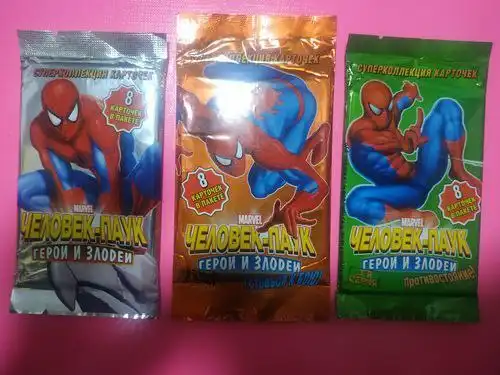 СУПЕРКОЛЛЕКЦИЯ КАРТОЧЕК
8
КАРТОЧЕК
В ПАКЕТЕ
MARVEL
ЧЕЛОВЕК-ПАУК
ГЕРОИ И ЗЛОДЕИ
КАРТОЧЕК
8
КАРТОЧЕК
В ПАКЕТЕ
MARVEL
ЧЕЛОВЕК-ПАУК
ГЕРОИ И ЗЛОДЕИ
СУПЕРКОЛЛЕКЦИЯ КАРТОЧЕК
8
КАРТОЧЕК
В ПАКЕТЕ
MARVEL
ЧЕЛОВЕК-ПАУК
ГЕРОИ И ЗЛОДЕИ
Противостояние